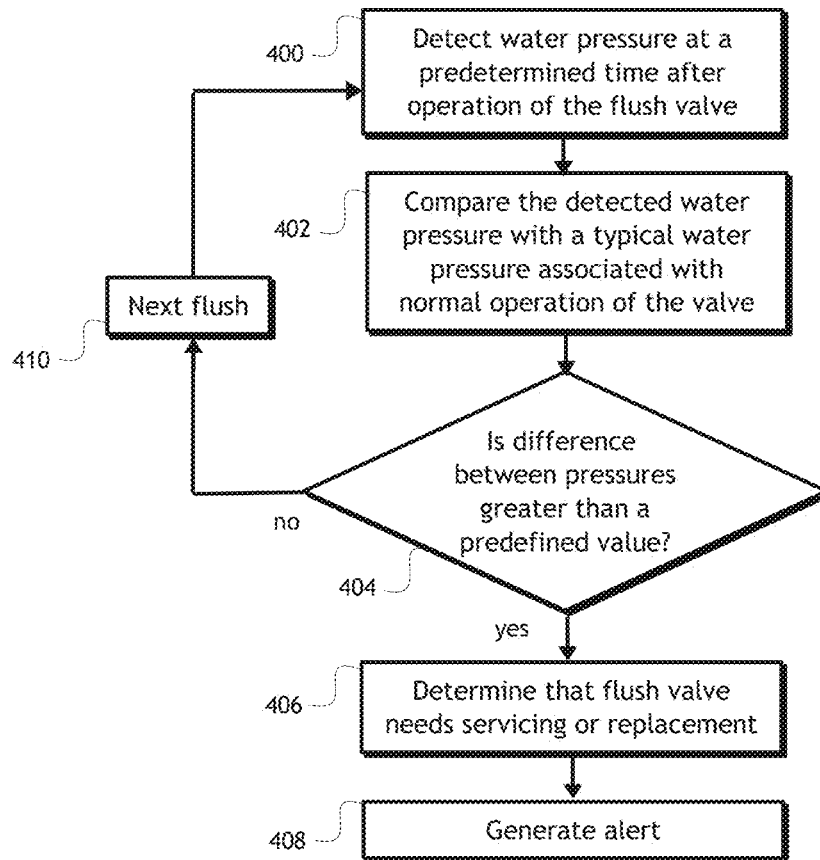 400
Detect water pressure at a
predetermined time after
operation of the flush valve
402
Compare the detected water
pressure with a typical water
pressure associated with
normal operation of the valve
Next flush
410
Is difference
between pressures
greater than a
predefined value?
no
404
yes
406
Determine that flush valve
needs servicing or replacement
408
Generate alert